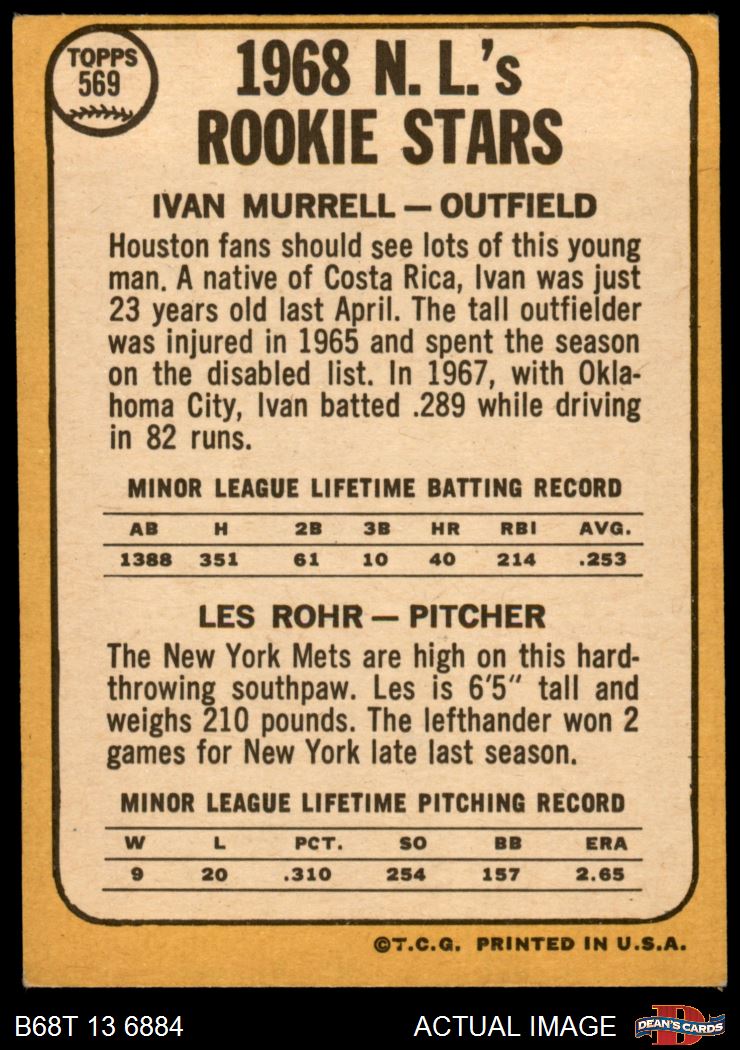 TOPPS
569
1968 N. L.'s
ROOKIE STARS
IVAN MURRELL — OUTFIELD
Houston fans should see lots of this young
man. A native of Costa Rica, Ivan was just
23 years old last April. The tall outfielder
was injured in 1965 and spent the season
on the disabled list. In 1967, with Okla-
homa City, Ivan batted .289 while driving
in 82 runs.
MINOR LEAGUE LIFETIME BATTING RECORD
AB H 2B 3B HR RBI AVG.
1388 351 61 10 40 214 .253
LES ROHR — PITCHER
The New York Mets are high on this hard-
throwing southpaw. Les is 6'5" tall and
weighs 210 pounds. The lefthander won 2
games for New York late last season.
MINOR LEAGUE LIFETIME PITCHING RECORD
W L PCT. SO BB ERA
9 20 .310 254 157 2.65
©T.C.G. PRINTED IN U.S.A.
B68T 13 6884 ACTUAL IMAGE
D
DEAN'S CARDS